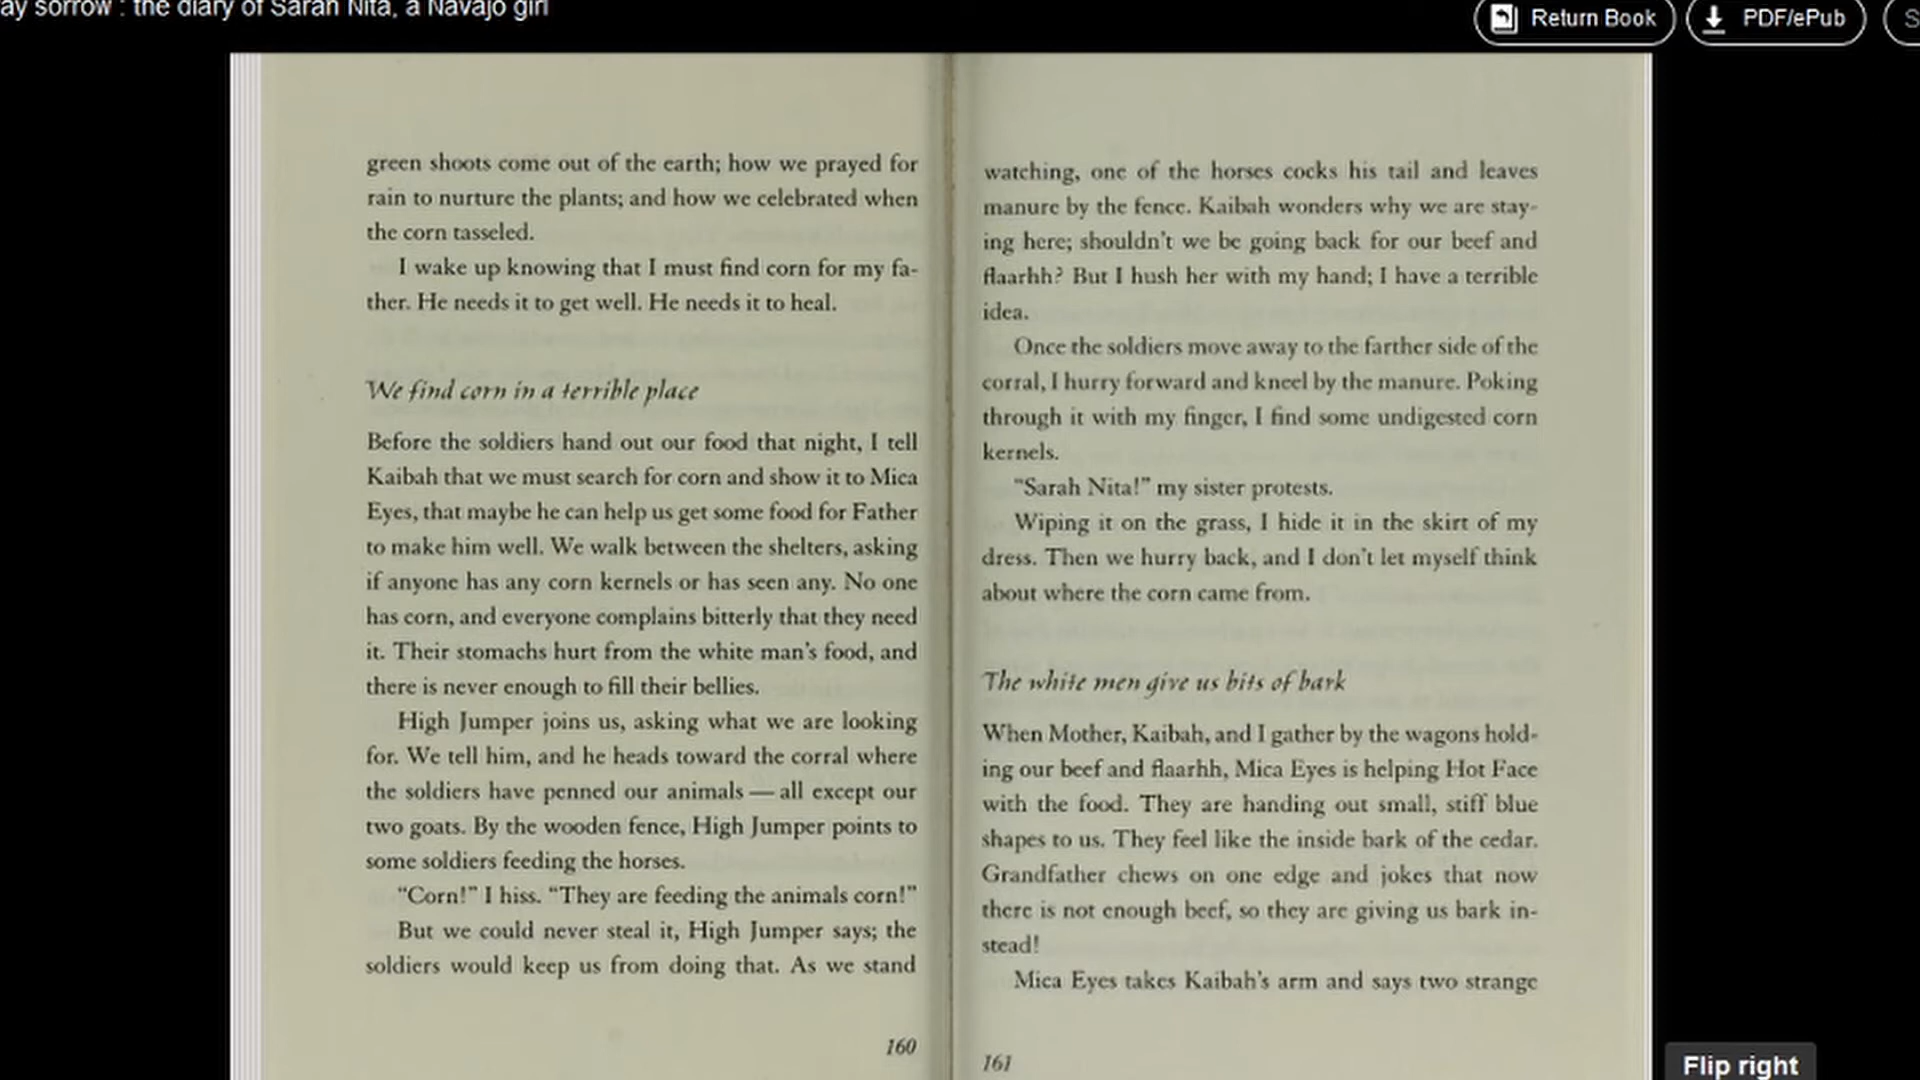 ay sorrow : the diary of Sarah Nita, a Navajo girl
Return Book
PDF/ePub
S
green shoots come out of the earth; how we prayed for
rain to nurture the plants; and how we celebrated when
the corn tasseled.
I wake up knowing that I must find corn for my fa-
ther. He needs it to get well. He needs it to heal.
We find corn in a terrible place
Before the soldiers hand out our food that night, I tell
Kaibah that we must search for corn and show it to Mica
Eyes, that maybe he can help us get some food for Father
to make him well. We walk between the shelters, asking
if anyone has any corn kernels or has seen any. No one
has corn, and everyone complains bitterly that they need
it. Their stomachs hurt from the white man's food, and
there is never enough to fill their bellies.
High Jumper joins us, asking what we are looking
for. We tell him, and he heads toward the corral where
the soldiers have penned our animals — all except our
two goats. By the wooden fence, High Jumper points to
some soldiers feeding the horses.
"Corn!" I hiss. "They are feeding the animals corn!"
But we could never steal it, High Jumper says; the
soldiers would keep us from doing that. As we stand
160
watching, one of the horses cocks his tail and leaves
manure by the fence. Kaibah wonders why we are stay-
ing here; shouldn't we be going back for our beef and
flaarhh? But I hush her with my hand; I have a terrible
idea.
Once the soldiers move away to the farther side of the
corral, I hurry forward and kneel by the manure. Poking
through it with my finger, I find some undigested corn
kernels.
"Sarah Nita!" my sister protests.
Wiping it on the grass, I hide it in the skirt of my
dress. Then we hurry back, and I don't let myself think
about where the corn came from.
The white men give us bits of bark
When Mother, Kaibah, and I gather by the wagons hold-
ing our beef and flaarhh, Mica Eyes is helping Hot Face
with the food. They are handing out small, stiff blue
shapes to us. They feel like the inside bark of the cedar.
Grandfather chews on one edge and jokes that now
there is not enough beef, so they are giving us bark in-
stead!
Mica Eyes takes Kaibah's arm and says two strange
161
Flip right